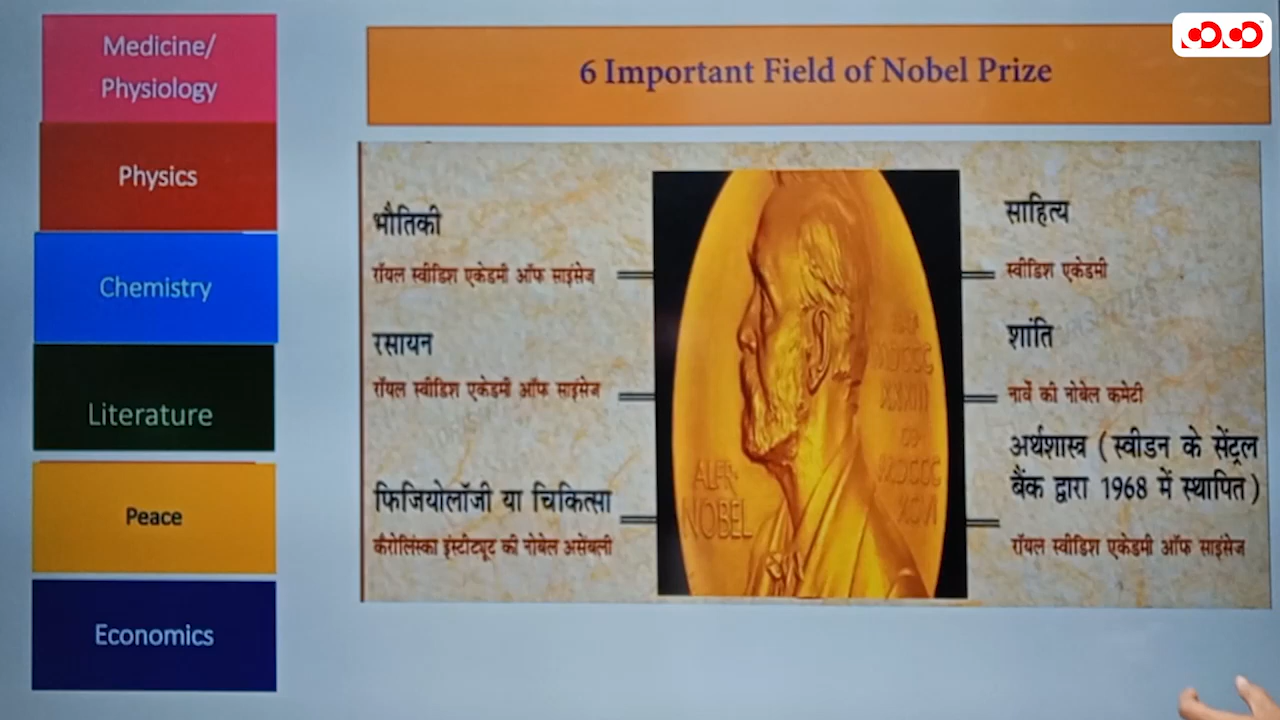 Medicine/
Physiology
Physics
Chemistry
Literature
Peace
Economics
6 Important Field of Nobel Prize
भौतिकी
रॉयल स्वीडिश एकेडमी ऑफ साइंसेज
रसायन
रॉयल स्वीडिश एकेडमी ऑफ साइंसेज
फिजियोलॉजी या चिकित्सा
कैरोलिंस्का इंस्टीट्यूट की नोबेल असेंबली
ALFR·
NOBEL
साहित्य
स्वीडिश एकेडमी
शांति
नार्वे की नोबेल कमेटी
अर्थशास्त्र ( स्वीडन के सेंट्रल
बैंक द्वारा 1968 में स्थापित )
रॉयल स्वीडिश एकेडमी ऑफ साइंसेज